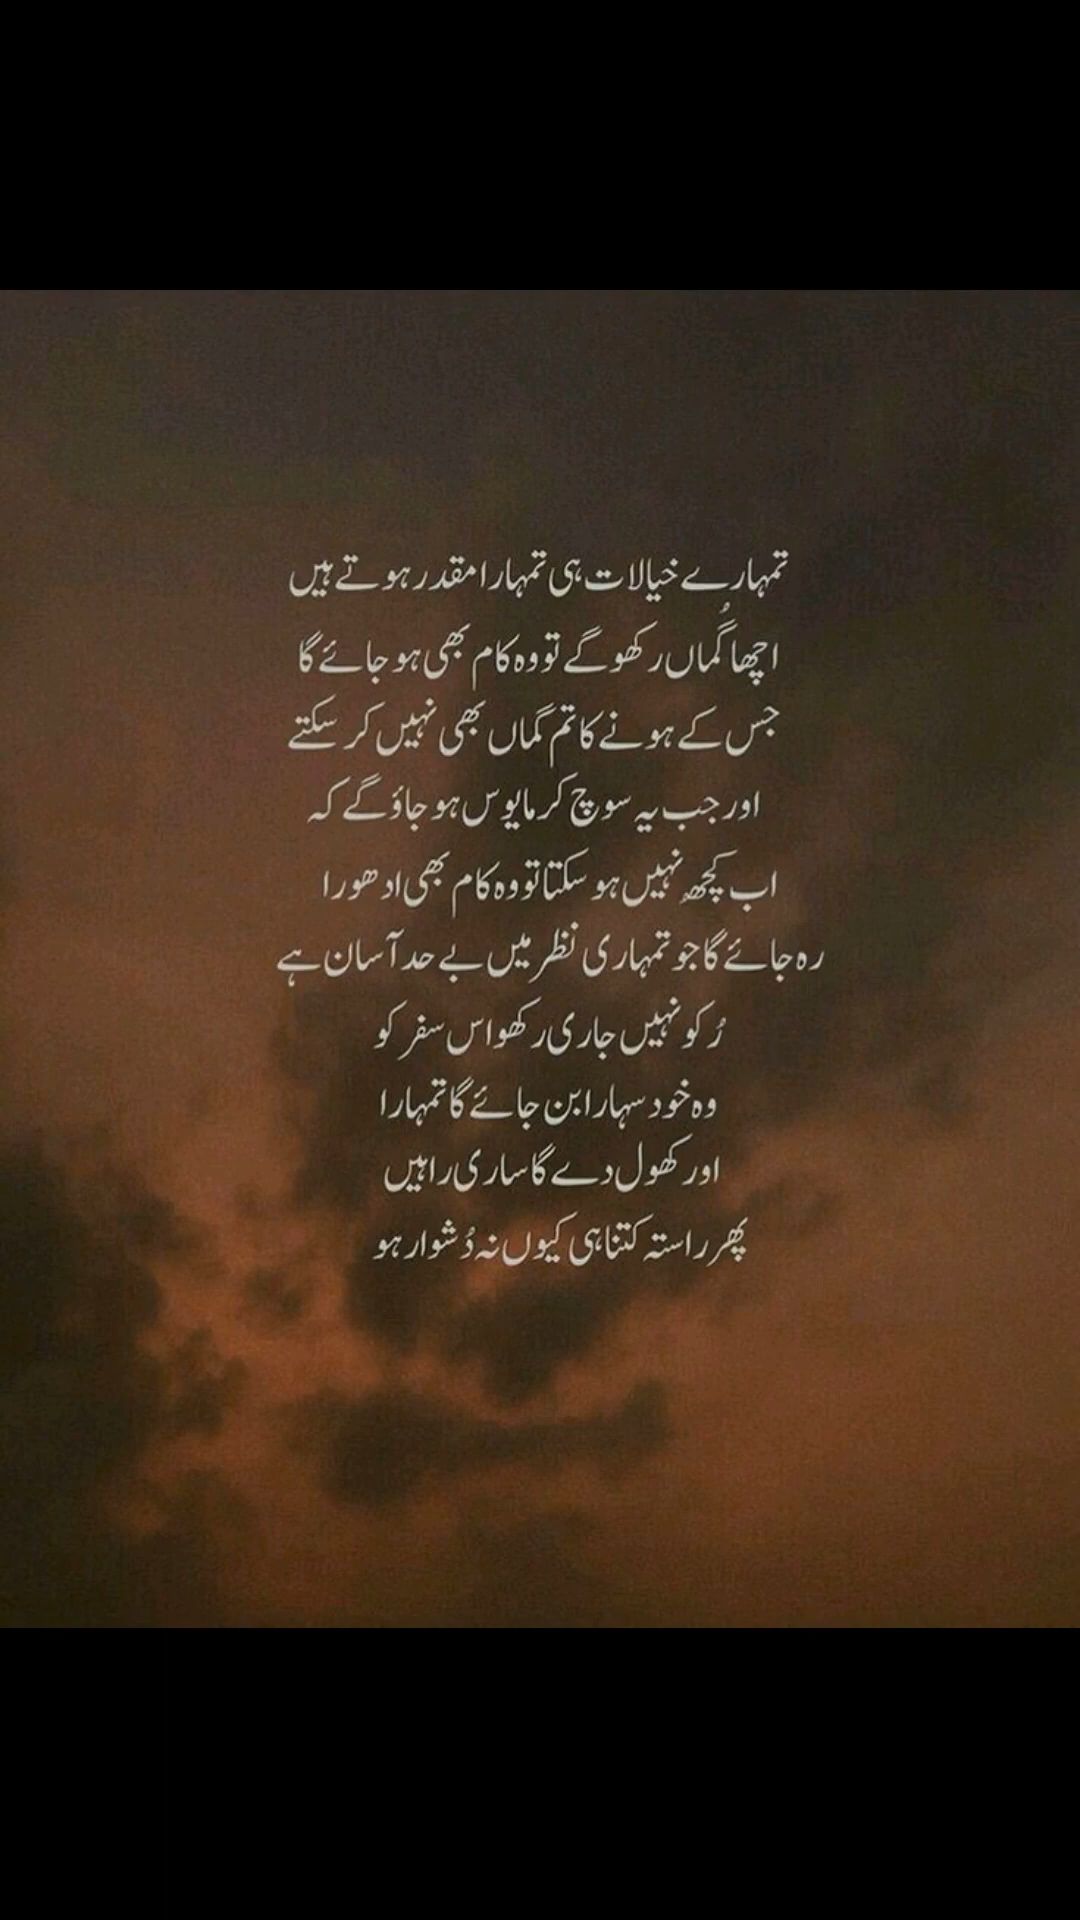 تمہارے خیالات ہی تمہارا مقدر ہوتے ہیں
اچھا گُماں رکھو گے تو وہ کام بھی ہو جائے گا
جس کے ہونے کا تم گماں بھی نہیں کر سکتے
اور جب یہ سوچ کر مایوس ہو جاؤ گے کہ
اب کچھ نہیں ہو سکتا تو وہ کام بھی ادھورا
رہ جائے گا جو تمہاری نظر میں بے حد آسان ہے
رُکو نہیں جاری رکھو اس سفر کو
وہ خود سہارا بن جائے گا تمہارا
اور کھول دے گا ساری راہیں
پھر راستہ کتنا ہی کیوں نہ دُشوار ہو